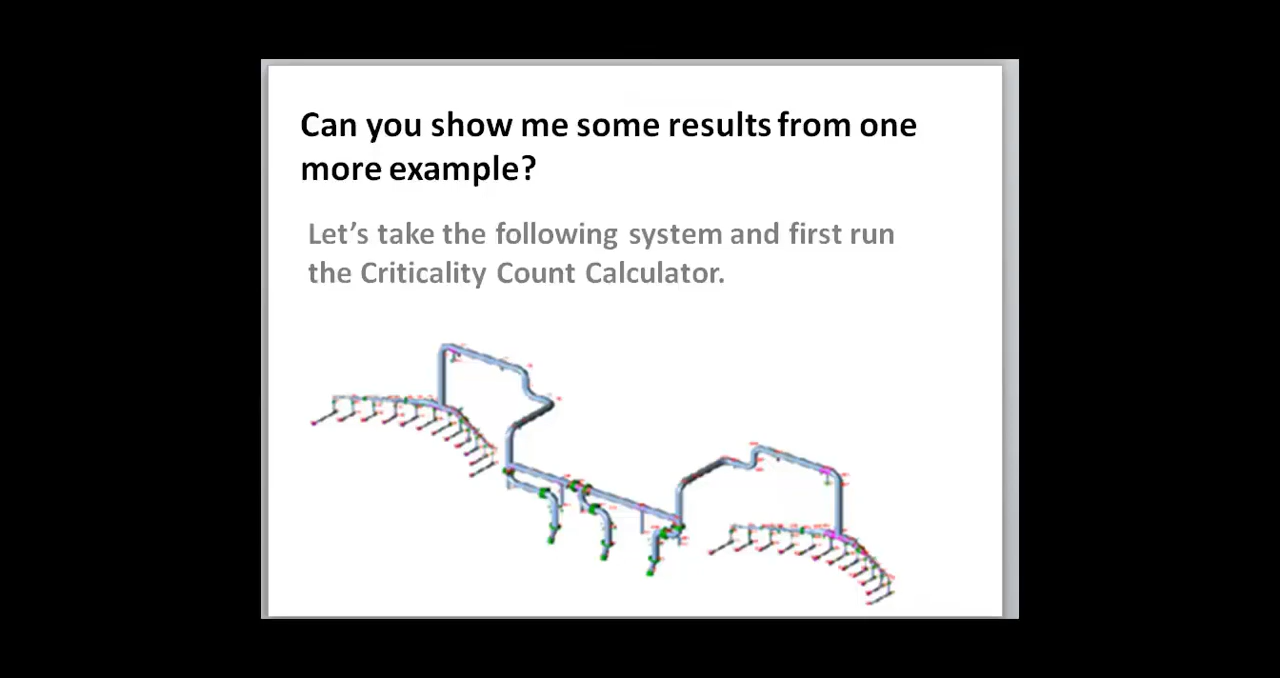 Can you show me some results from one
more example?
Let’s take the following system and first run
the Criticality Count Calculator.